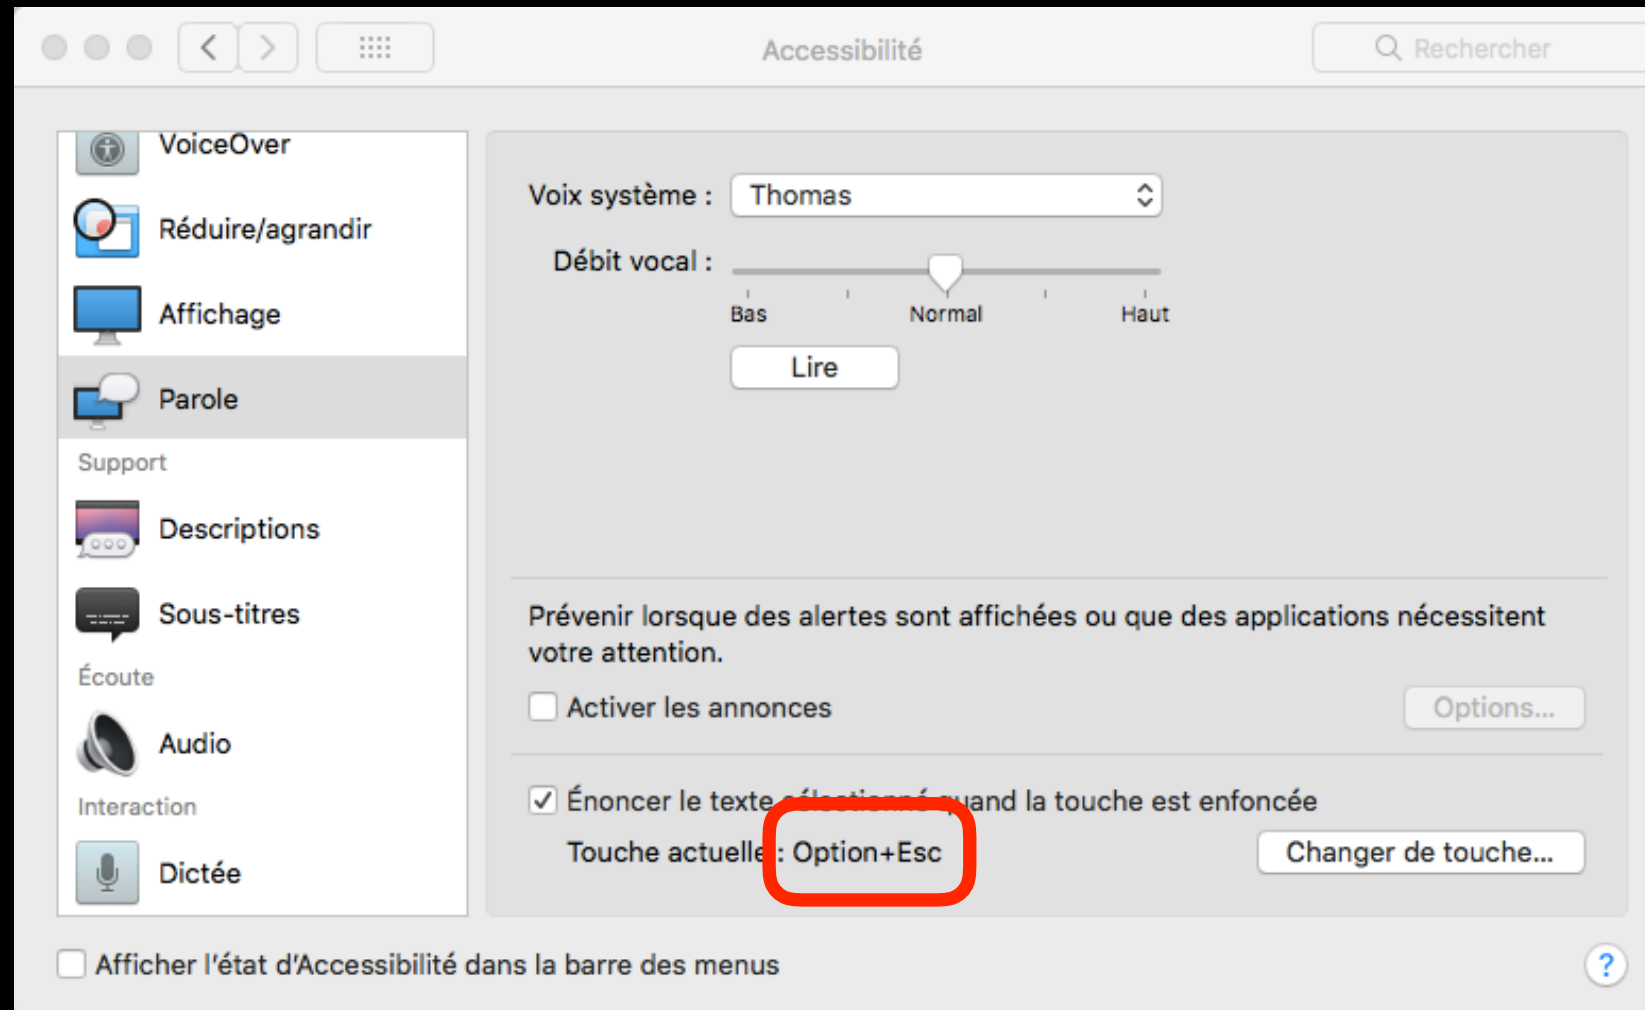 Accessibilité
Rechercher
VoiceOver
Réduire/agrandir
Affichage
Parole
Support
Descriptions
Sous-titres
Écoute
Audio
Interaction
Dictée
Voix système : Thomas
Débit vocal :
Bas Normal Haut
Lire
Prévenir lorsque des alertes sont affichées ou que des applications nécessitent
votre attention.
Activer les annonces
Options...
Énoncer le texte sélectionné quand la touche est enfoncée
Touche actuelle : Option+Esc
Changer de touche...
Afficher l'état d'Accessibilité dans la barre des menus
?